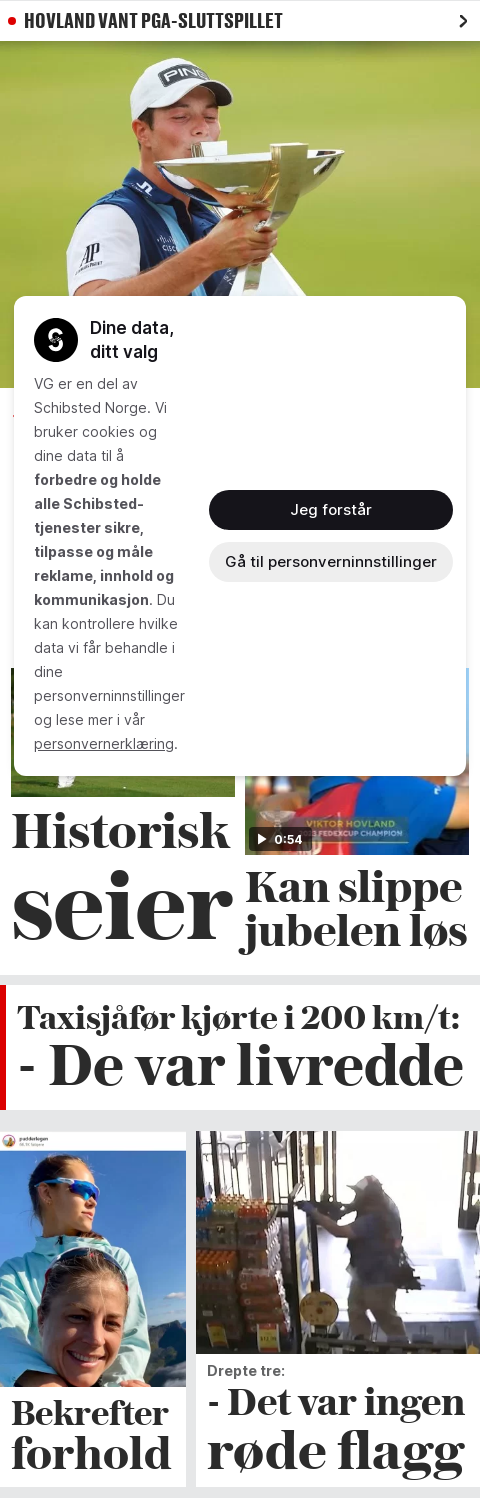 HOVLAND VANT PGA-SLUTTSPILLET
PING
AP
Dine data,
ditt valg
VG er en del av
Schibsted Norge. Vi
bruker cookies og
dine data til å
forbedre og holde
alle Schibsted-
tjenester sikre,
tilpasse og måle
reklame, innhold og
kommunikasjon. Du
kan kontrollere hvilke
data vi får behandle i
dine
personverninnstillinger
og lese mer i vår
personvernerklæring.
Jeg forstår
Gå til personverninnstillinger
VIKTOR HOVLAND
2023 FEDEXCUP CHAMPION
0:54
Historisk
seier
Kan slippe
jubelen løs
Taxisjåfør kjørte i 200 km/t:
- De var livredde
padderlegen
Bekrefter
forhold
Drepte tre:
- Det var ingen
røde flagg